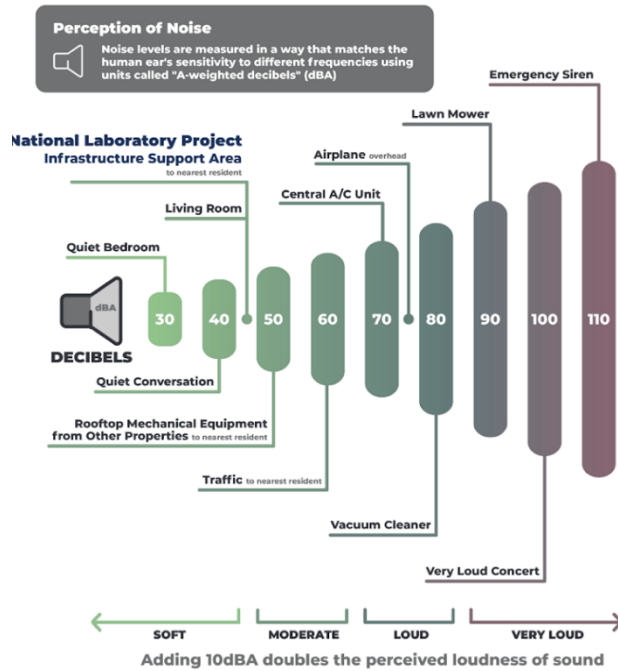 Perception of Noise
Noise levels are measured in a way that matches the
human ear's sensitivity to different frequencies using
units called "A-weighted decibels" (dBA)
Emergency Siren
Lawn Mower
National Laboratory Project
Infrastructure Support Area
to nearest resident
Airplane overhead
Living Room
Central A/C Unit
Quiet Bedroom
dBA
30
40
50
60
70
80
90
100
110
DECIBELS
Quiet Conversation
Rooftop Mechanical Equipment
from Other Properties to nearest resident
Traffic to nearest resident
Vacuum Cleaner
Very Loud Concert
SOFT
MODERATE
LOUD
VERY LOUD
Adding 10dBA doubles the perceived loudness of sound